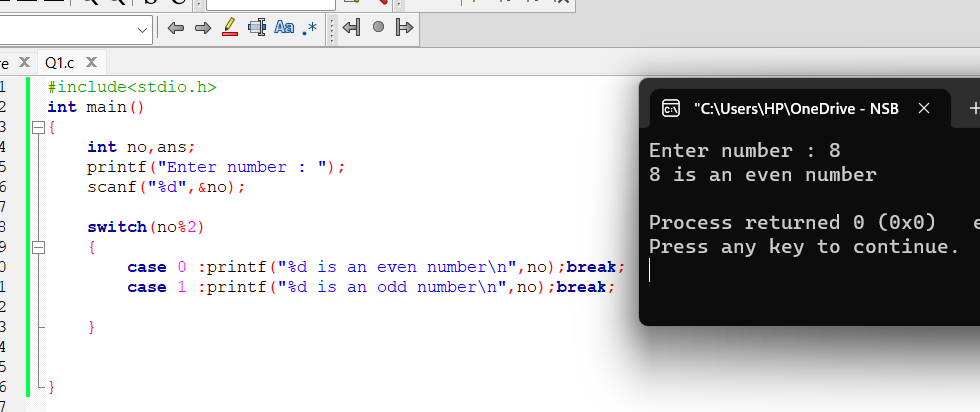 Aa .*
re X Q1.c X
1 #include<stdio.h>
2 int main()
3 {
4 int no,ans;
5 printf("Enter number : ");
6 scanf("%d",&no);
7
8 switch(no%2)
9 {
0 case 0 :printf("%d is an even number\n",no);break;
1 case 1 :printf("%d is an odd number\n",no);break;
2
3 }
4
5
6 }
7
"C:\Users\HP\OneDrive - NSB
Enter number : 8
8 is an even number
Process returned 0 (0x0) e
Press any key to continue.